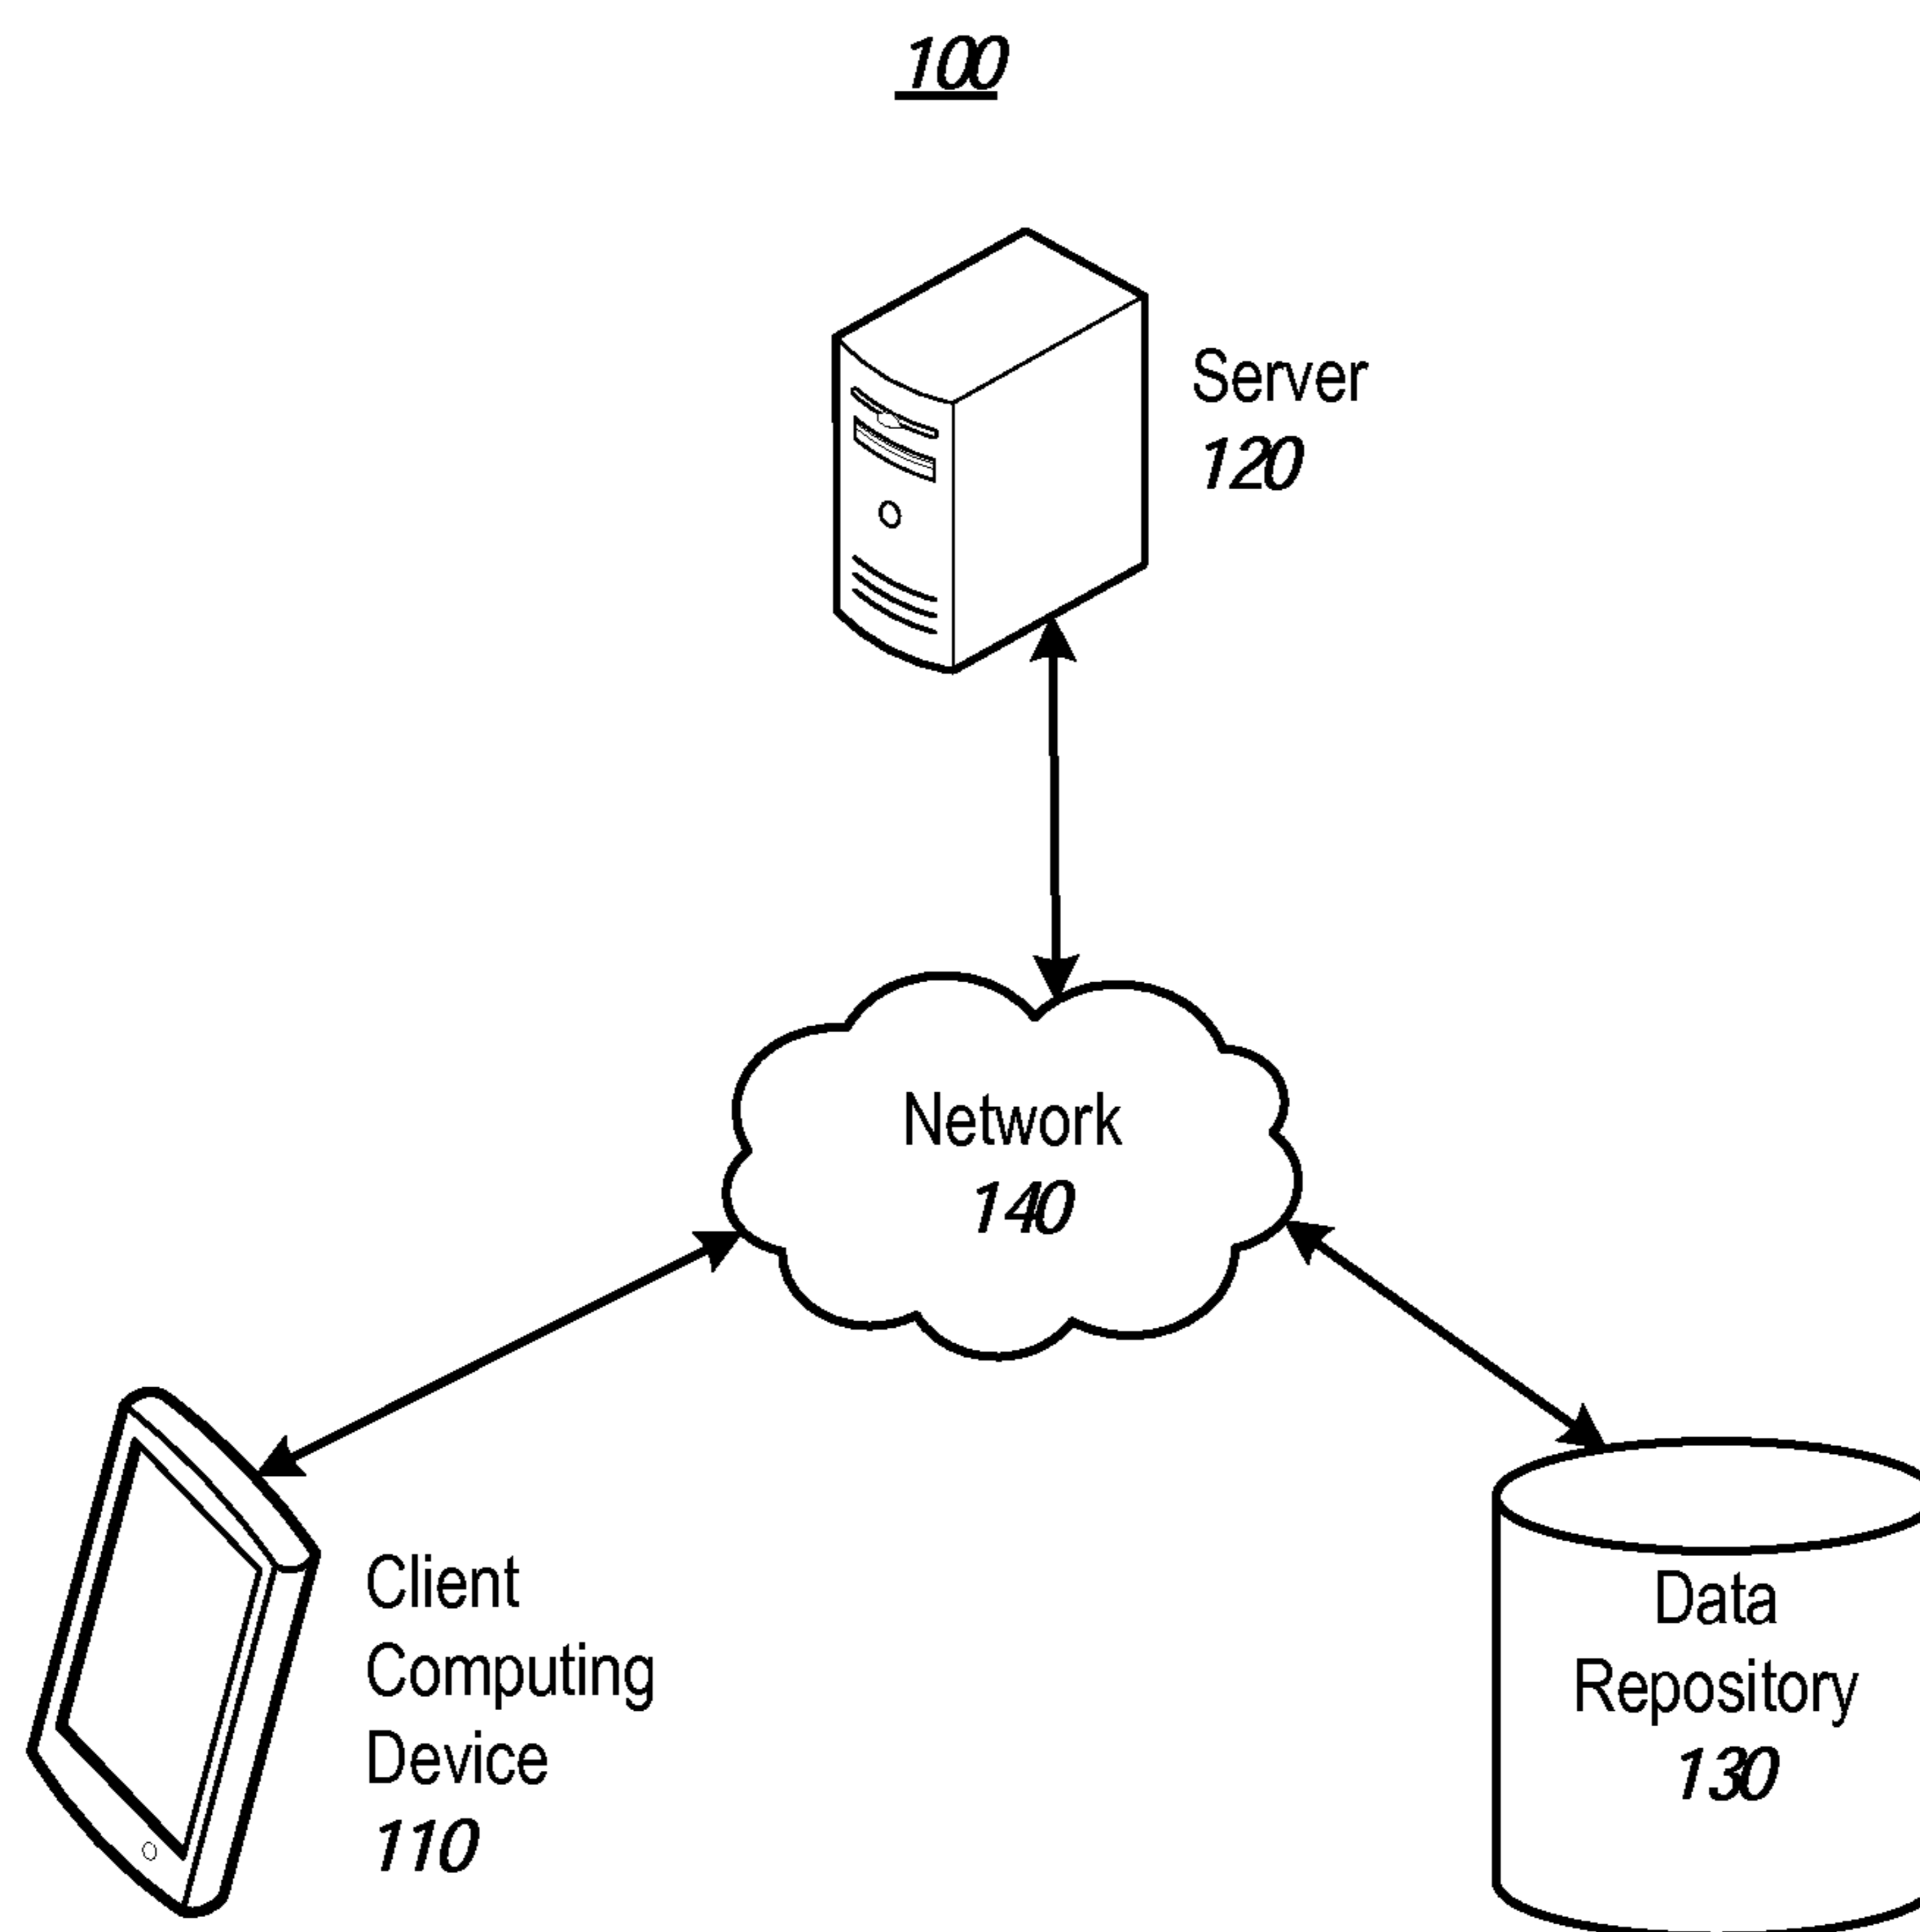 100
Server
120
Network
140
Client
Computing
Device
110
Data
Repository
130